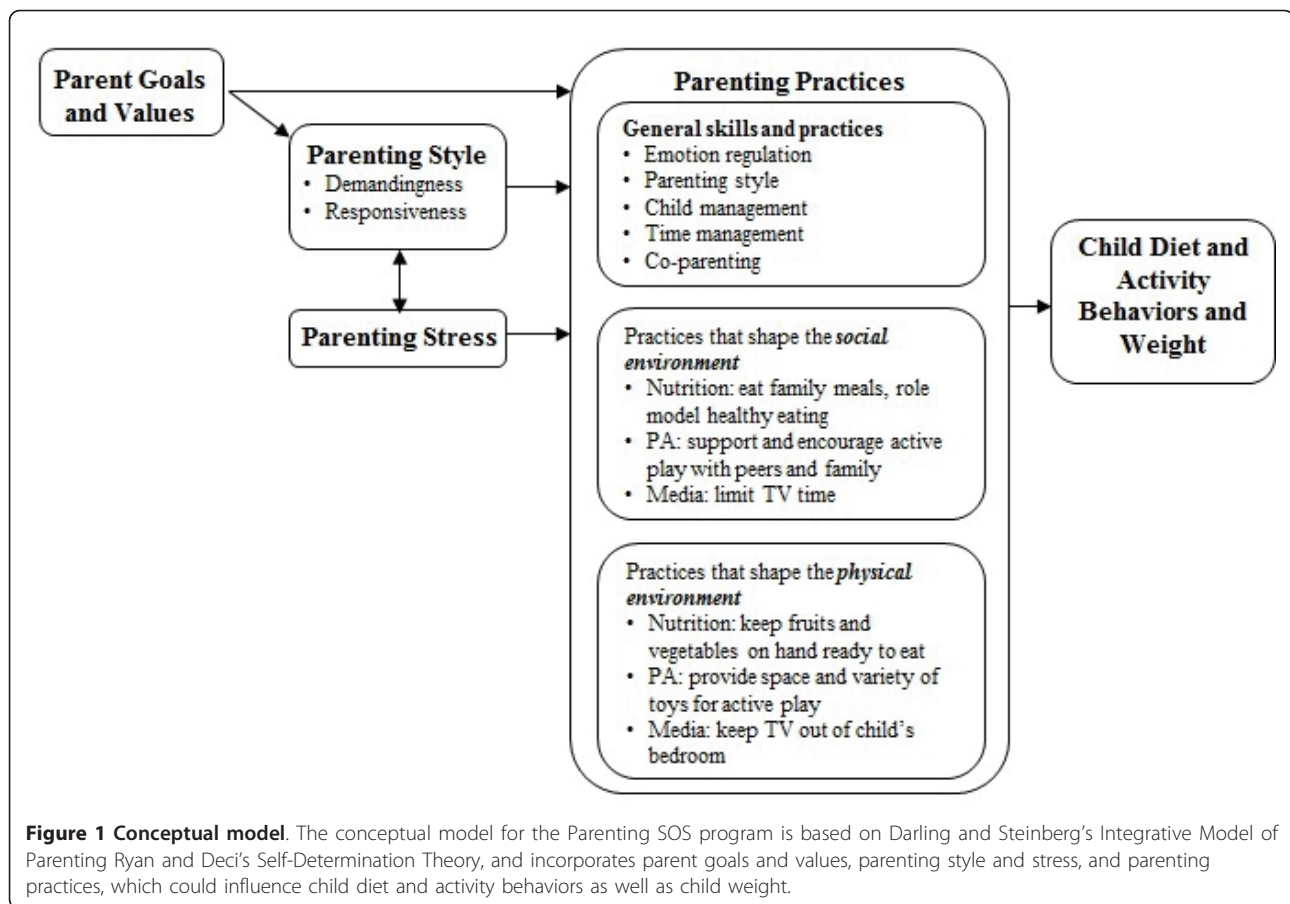 Parent Goals
and Values
Parenting Style
• Demandingness
• Responsiveness
Parenting Stress
Parenting Practices
General skills and practices
• Emotion regulation
• Parenting style
• Child management
• Time management
• Co-parenting
Practices that shape the social
environment
• Nutrition: eat family meals, role
model healthy eating
• PA: support and encourage active
play with peers and family
• Media: limit TV time
Practices that shape the physical
environment
• Nutrition: keep fruits and
vegetables on hand ready to eat
• PA: provide space and variety of
toys for active play
• Media: keep TV out of child's
bedroom
Child Diet and
Activity
Behaviors and
Weight
Figure 1 Conceptual model. The conceptual model for the Parenting SOS program is based on Darling and Steinberg's Integrative Model of
Parenting Ryan and Deci's Self-Determination Theory, and incorporates parent goals and values, parenting style and stress, and parenting
practices, which could influence child diet and activity behaviors as well as child weight.